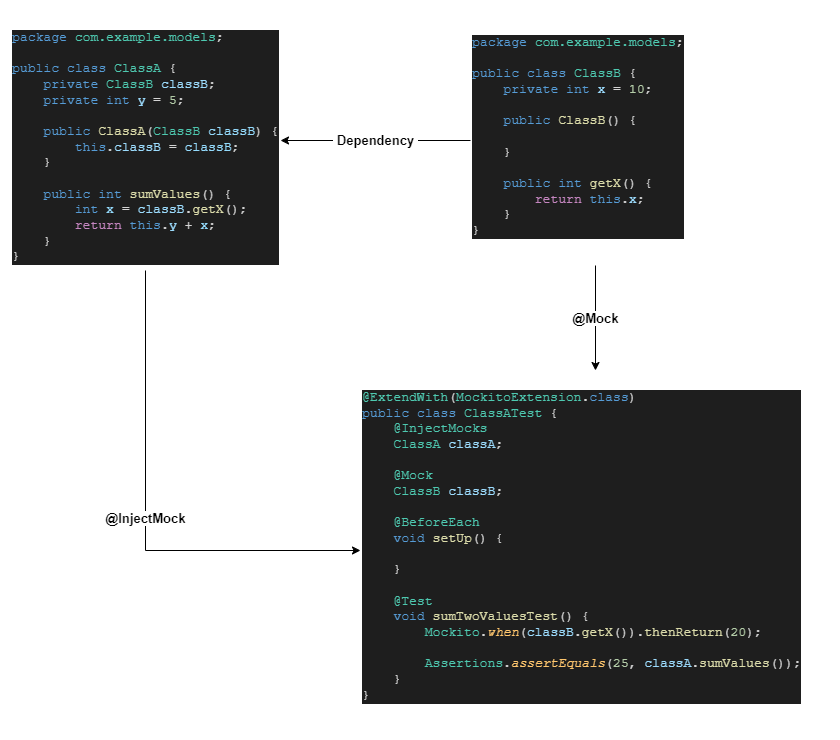 package com.example.models;
public class ClassA {
private ClassB classB;
private int y = 5;
public ClassA(ClassB classB) {
this.classB = classB;
}
public int sumValues() {
int x = classB.getX();
return this.y + x;
}
}
Dependency
package com.example.models;
public class ClassB {
private int x = 10;
public ClassB() {
}
public int getX() {
return this.x;
}
}
@Mock
@InjectMock
@ExtendWith(MockitoExtension.class)
public class ClassATest {
@InjectMocks
ClassA classA;
@Mock
ClassB classB;
@BeforeEach
void setUp() {
}
@Test
void sumTwoValuesTest() {
Mockito.when(classB.getX()).thenReturn(20);
Assertions.assertEquals(25, classA.sumValues());
}
}